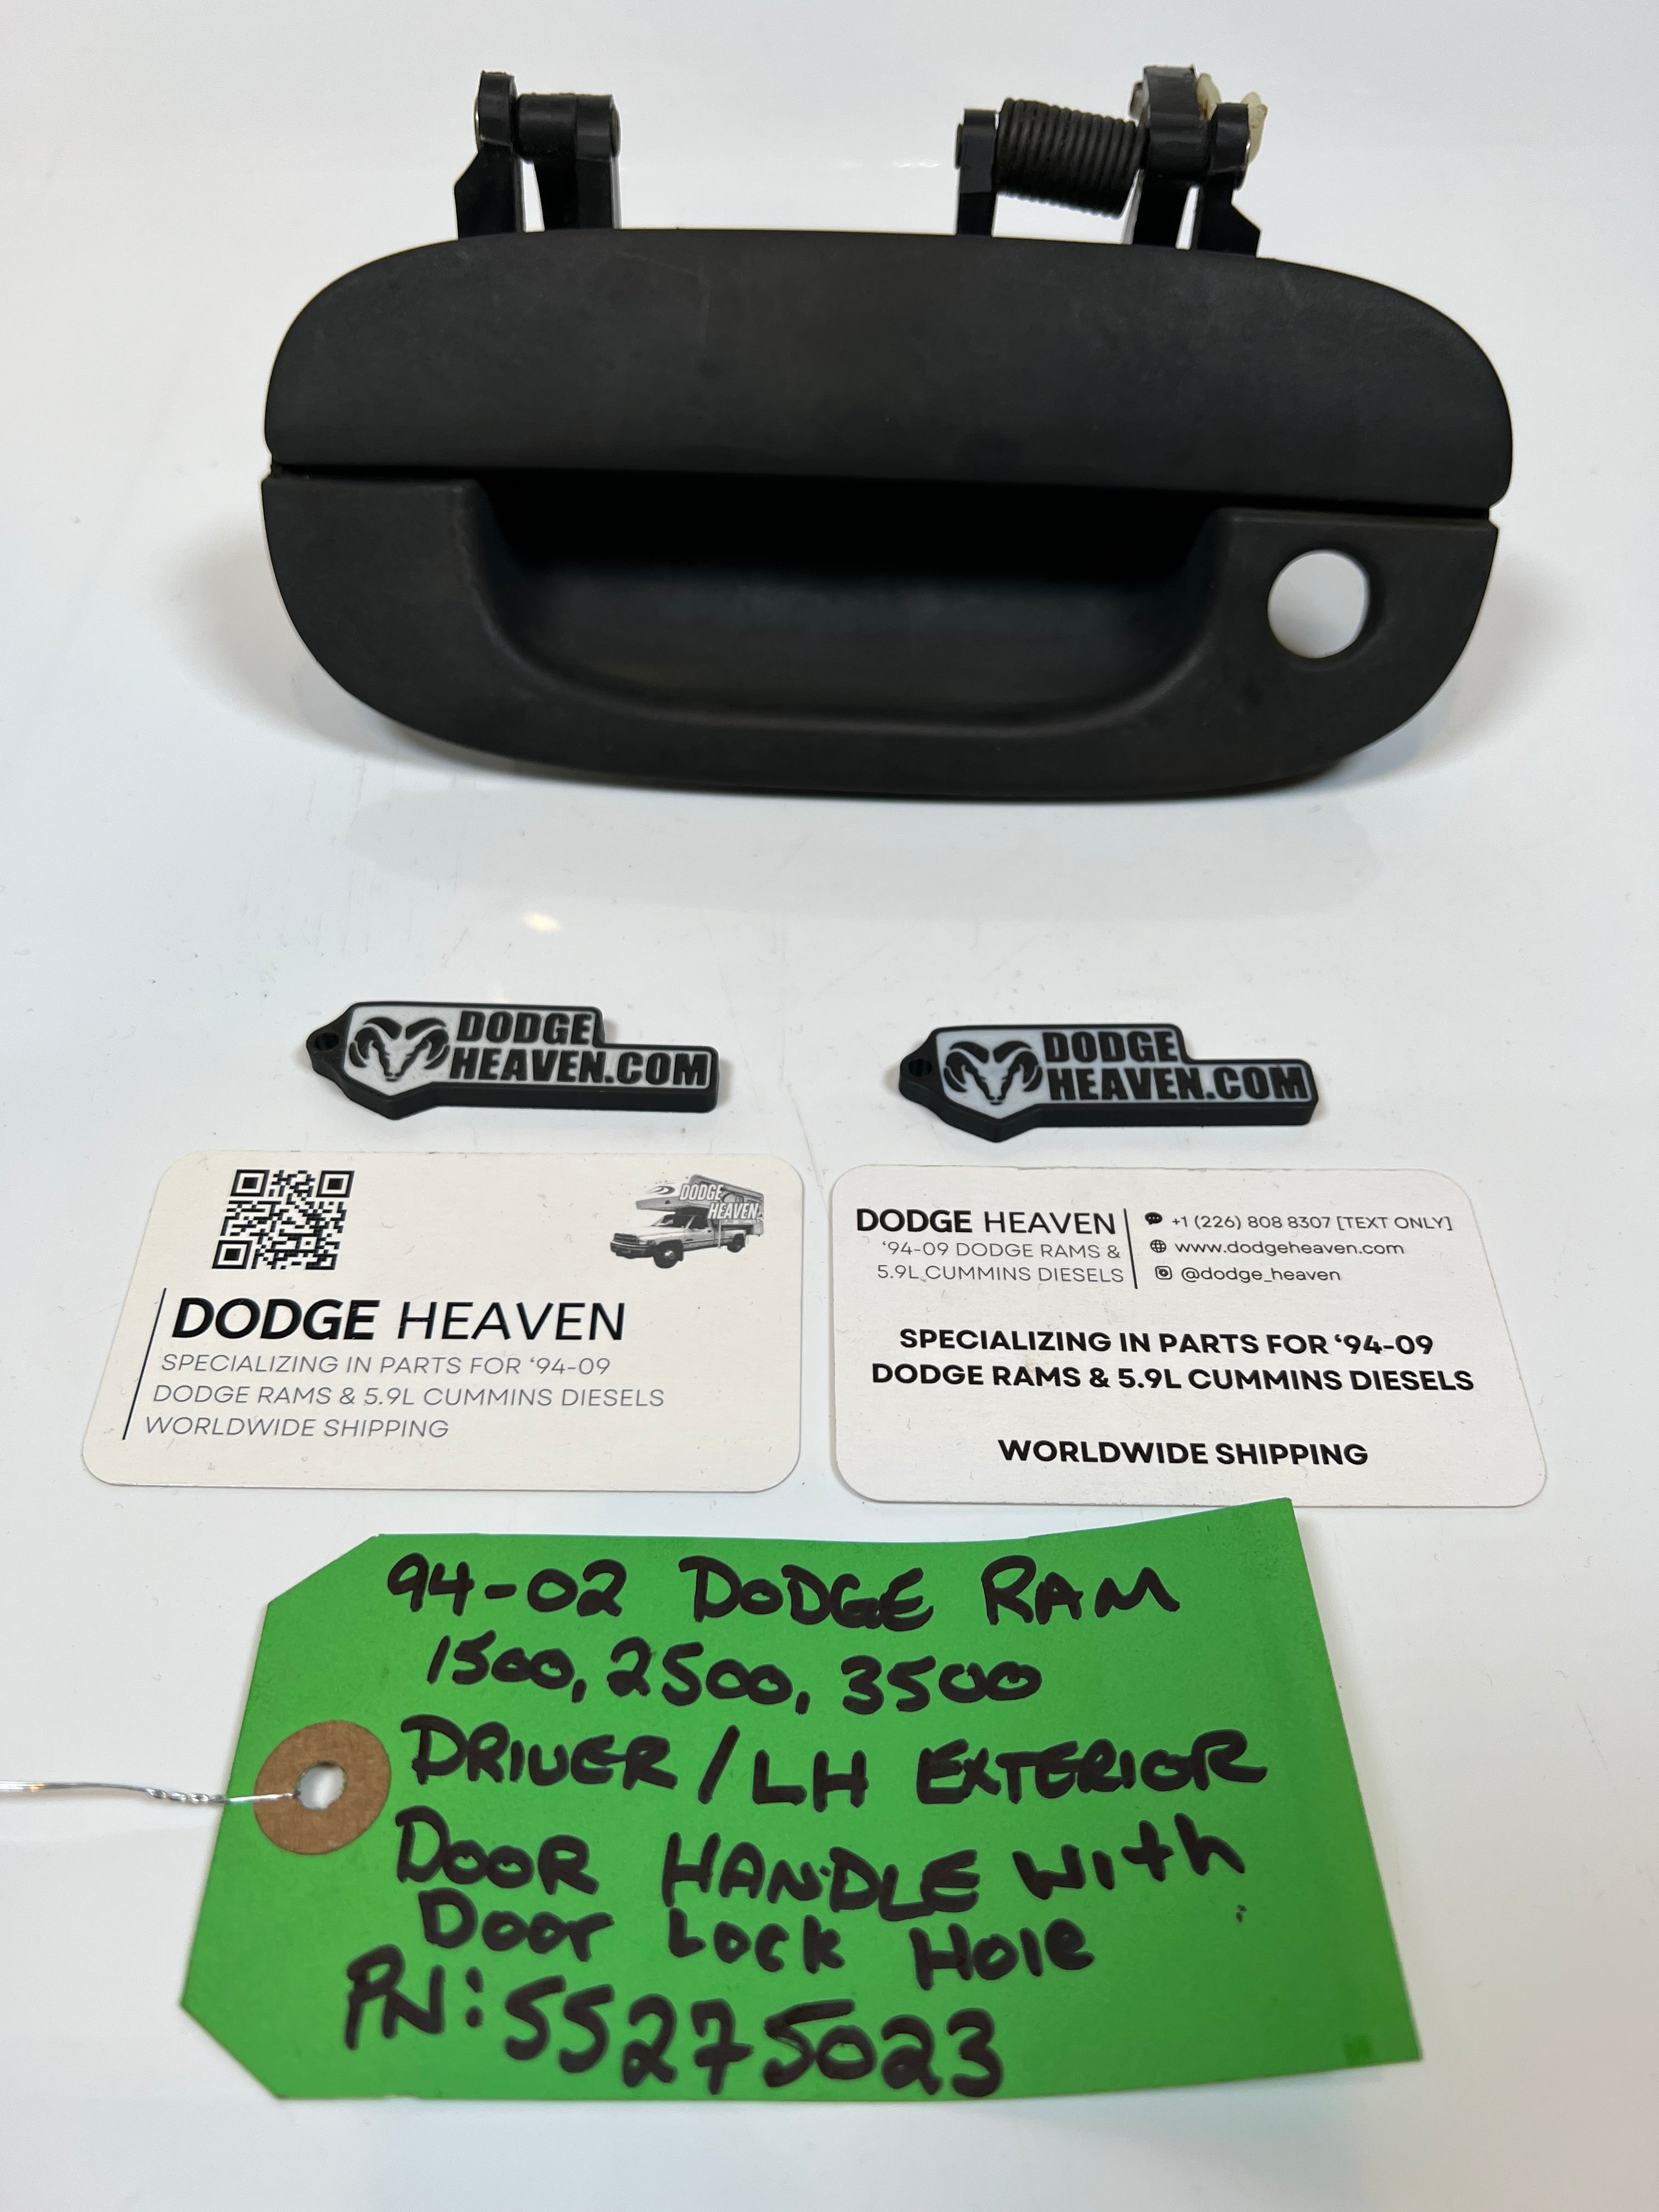 DODGE
HEAVEN.COM
DODGE
HEAVEN.COM
DODGE
HEAVEN
DODGE HEAVEN
SPECIALIZING IN PARTS FOR ‘94-09
DODGE RAMS & 5.9L CUMMINS DIESELS
WORLDWIDE SHIPPING
DODGE HEAVEN
‘94-09 DODGE RAMS &
5.9L CUMMINS DIESELS
+1 (226) 808 8307 [TEXT ONLY]
www.dodgeheaven.com
@dodge_heaven
SPECIALIZING IN PARTS FOR ‘94-09
DODGE RAMS & 5.9L CUMMINS DIESELS
WORLDWIDE SHIPPING
94-02 DODGE RAM
1500, 2500, 3500
DRIVER/LH EXTERIOR
DOOR HANDLE with
Door Lock Hole
PN: 55275023